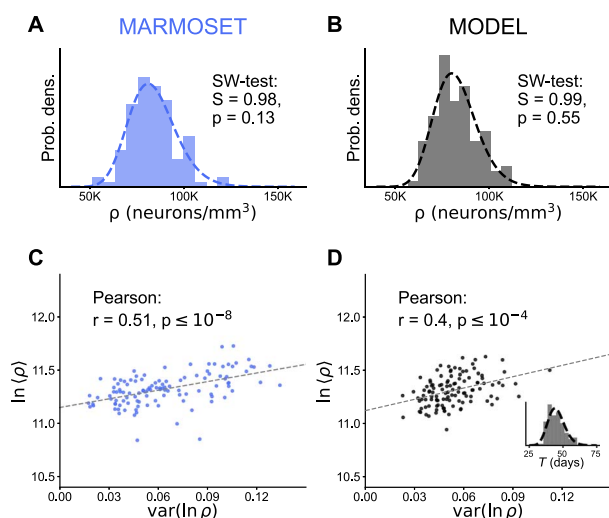 A
MARMOSET
SW-test:
S = 0.98,
p = 0.13
Prob. dens.
50K 100K 150K
ρ (neurons/mm³)
B
MODEL
SW-test:
S = 0.99,
p = 0.55
Prob. dens.
50K 100K 150K
ρ (neurons/mm³)
C
Pearson:
r = 0.51, p ≤ 10⁻⁸
ln ⟨ρ⟩
12.0
11.5
11.0
10.5
0.00 0.03 0.06 0.09 0.12
var(ln ρ)
D
Pearson:
r = 0.4, p ≤ 10⁻⁴
ln ⟨ρ⟩
12.0
11.5
11.0
10.5
0.00 0.03 0.06 0.09 0.12
var(ln ρ)
25 50 75
T (days)